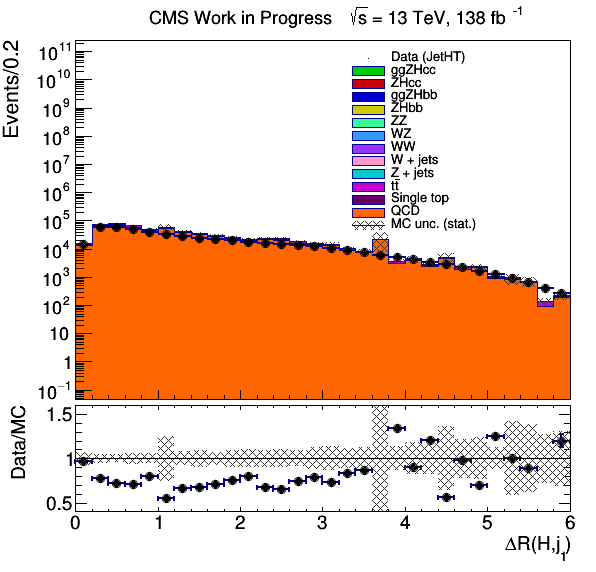 CMS Work in Progress √s = 13 TeV, 138 fb⁻¹
Events/0.2
10¹¹
10¹⁰
10⁹
10⁸
10⁷
10⁶
10⁵
10⁴
10³
10²
10
1
10⁻¹
Data (JetHT)
ggZHcc
ZHcc
ggZHbb
ZHbb
ZZ
WZ
WW
W + jets
Z + jets
tt̄
Single top
QCD
MC unc. (stat.)
Data/MC
1.5
1
0.5
0 1 2 3 4 5 6
ΔR(H,j₁)